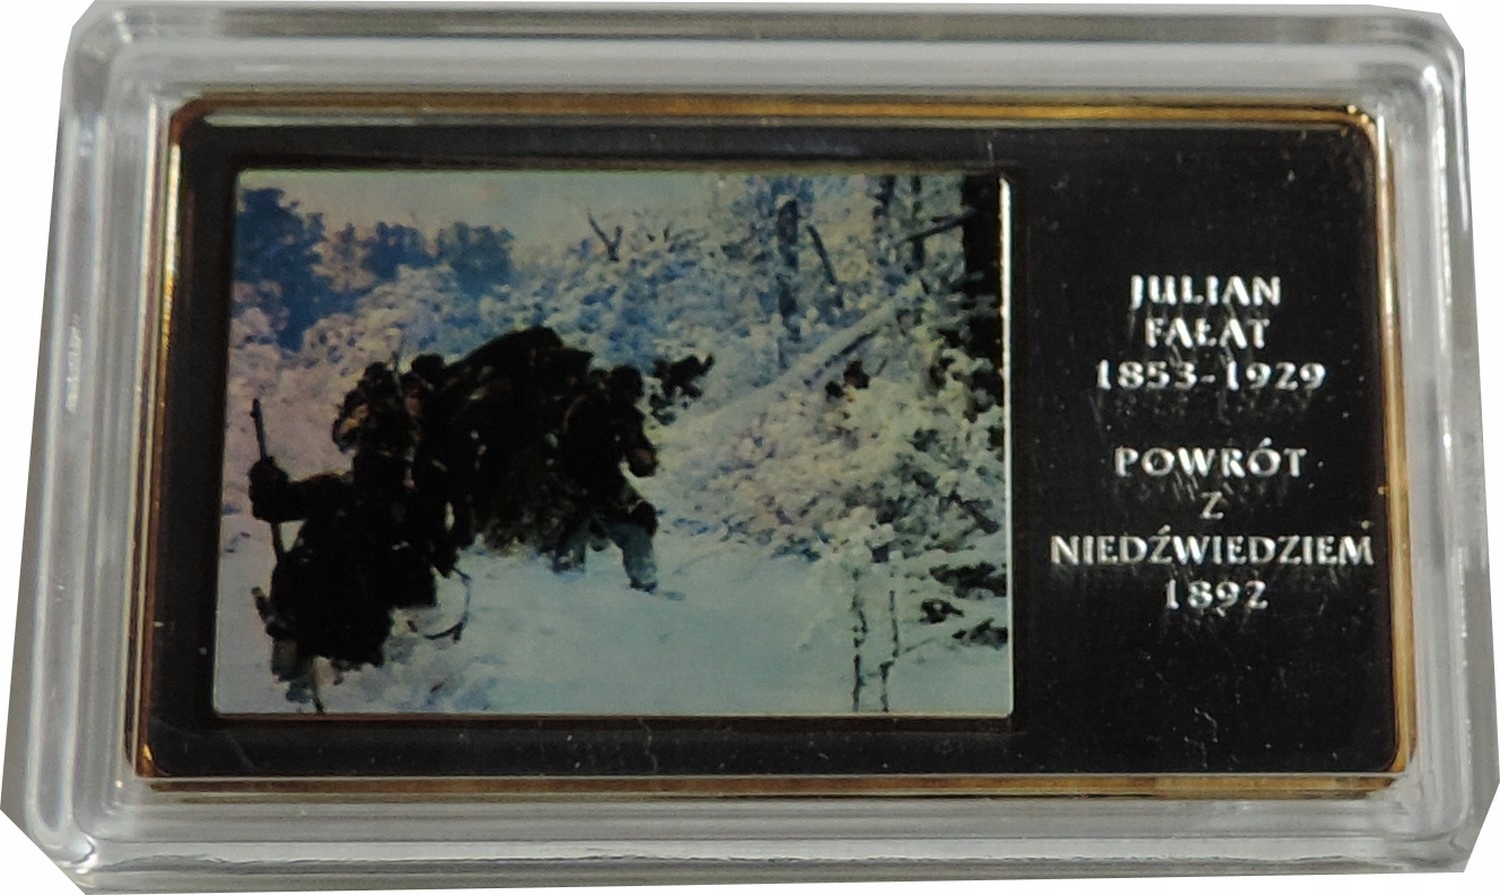 JULIAN
FAŁAT
1853-1929
POWRÓT
Z
NIEDŹWIEDZIEM
1892